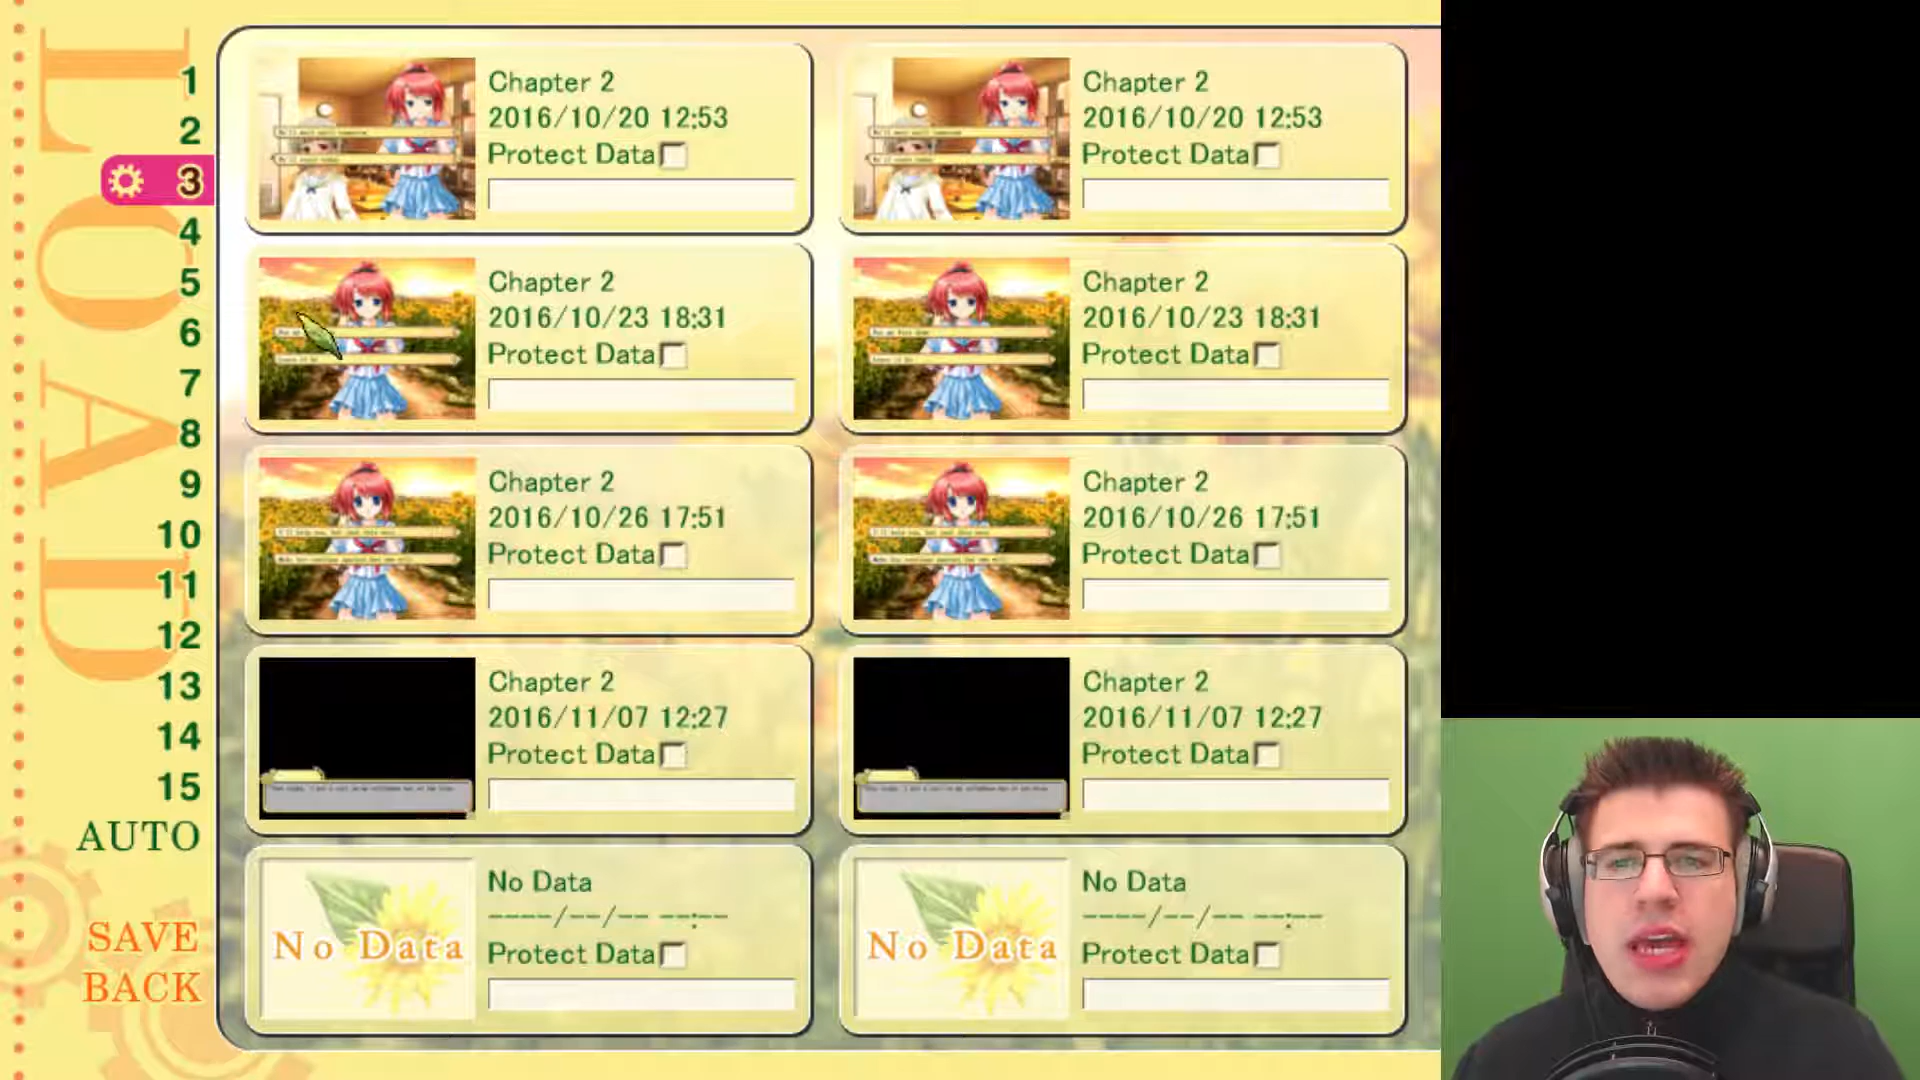 LOAD
1
2
3
4
5
6
7
8
9
10
11
12
13
14
15
AUTO
SAVE
BACK
Chapter 2
2016/10/20 12:53
Protect Data
Chapter 2
2016/10/20 12:53
Protect Data
Chapter 2
2016/10/23 18:31
Protect Data
Chapter 2
2016/10/23 18:31
Protect Data
Chapter 2
2016/10/26 17:51
Protect Data
Chapter 2
2016/10/26 17:51
Protect Data
Chapter 2
2016/11/07 12:27
Protect Data
Chapter 2
2016/11/07 12:27
Protect Data
No Data
No Data
----/--/-- --:--
Protect Data
No Data
No Data
----/--/-- --:--
Protect Data